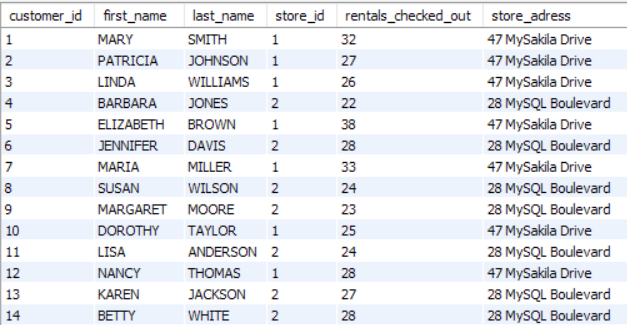 customer_id first_name last_name store_id rentals_checked_out store_adress
1 MARY SMITH 1 32 47 MySakila Drive
2 PATRICIA JOHNSON 1 27 47 MySakila Drive
3 LINDA WILLIAMS 1 26 47 MySakila Drive
4 BARBARA JONES 2 22 28 MySQL Boulevard
5 ELIZABETH BROWN 1 38 47 MySakila Drive
6 JENNIFER DAVIS 2 28 28 MySQL Boulevard
7 MARIA MILLER 1 33 47 MySakila Drive
8 SUSAN WILSON 2 24 28 MySQL Boulevard
9 MARGARET MOORE 2 23 28 MySQL Boulevard
10 DOROTHY TAYLOR 1 25 47 MySakila Drive
11 LISA ANDERSON 2 24 28 MySQL Boulevard
12 NANCY THOMAS 1 28 47 MySakila Drive
13 KAREN JACKSON 2 27 28 MySQL Boulevard
14 BETTY WHITE 2 28 28 MySQL Boulevard